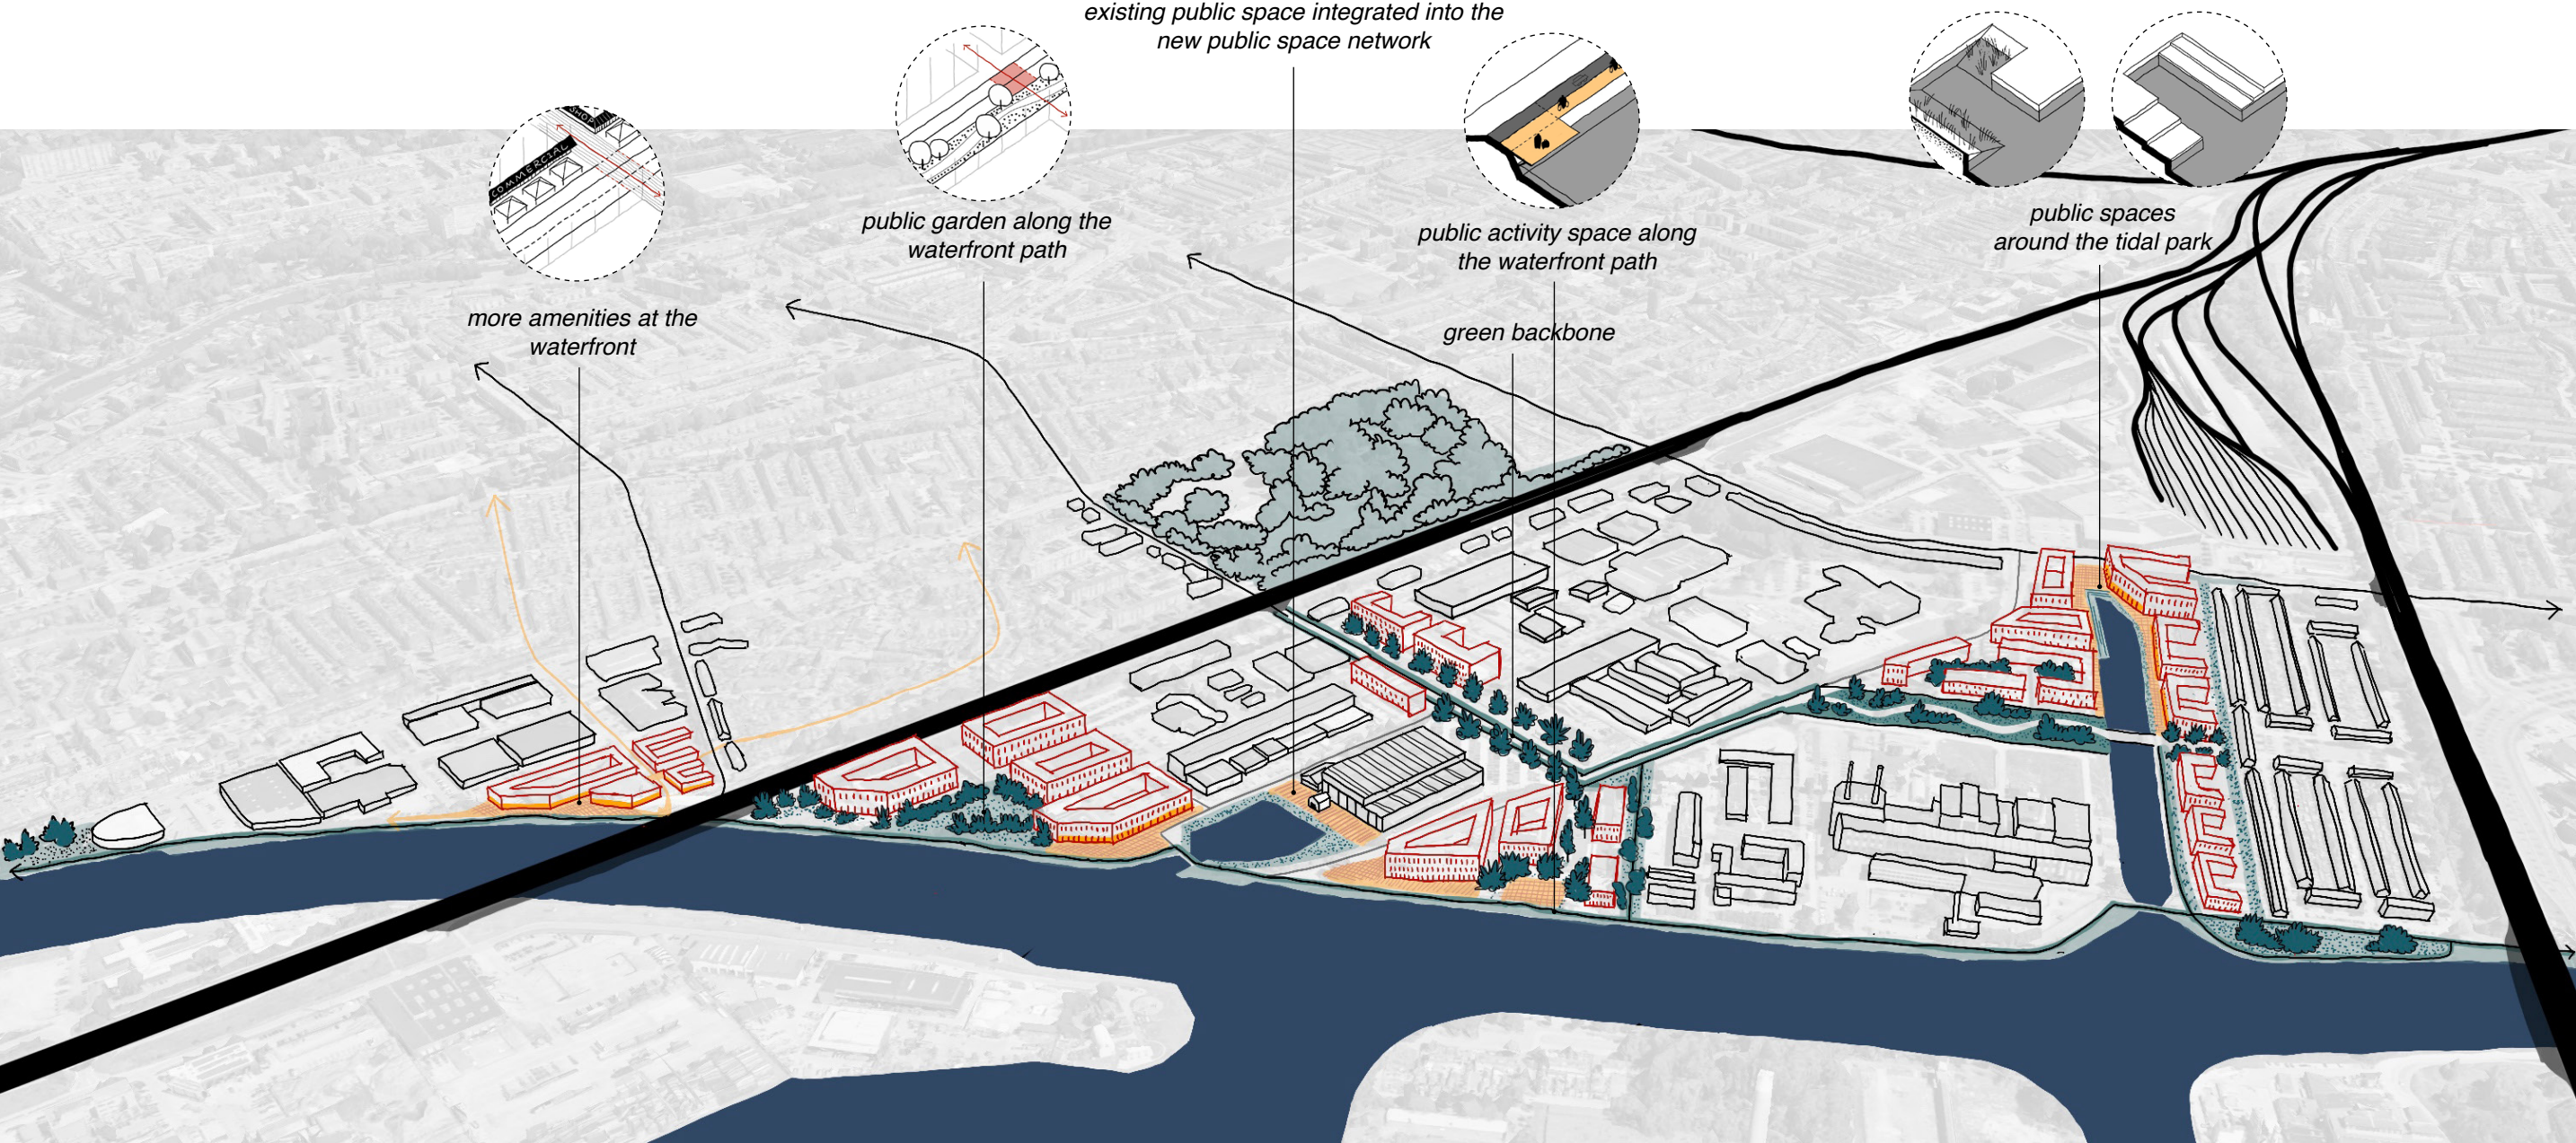 existing public space integrated into the
new public space network
SHOP
COMMERCIAL
public garden along the
waterfront path
public activity space along
the waterfront path
public spaces
around the tidal park
more amenities at the
waterfront
green backbone